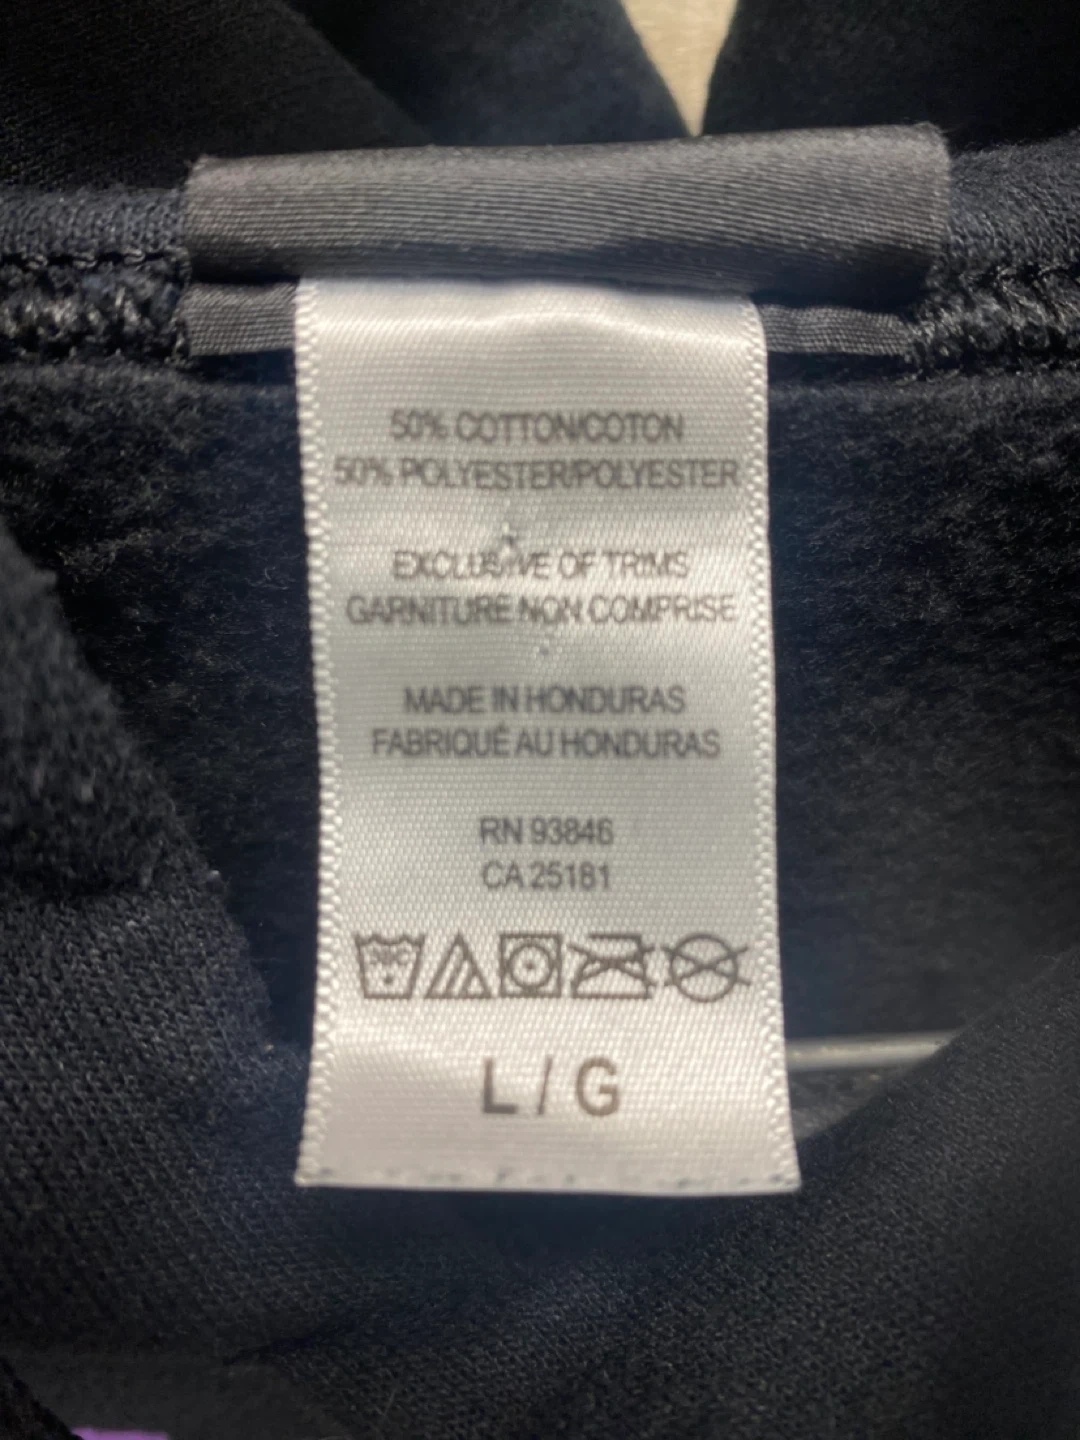 50% COTTON/COTON
50% POLYESTER/POLYESTER
EXCLUSIVE OF TRIMS
GARNITURE NON COMPRISE
MADE IN HONDURAS
FABRIQUÉ AU HONDURAS
RN 93846
CA 25181
30C
L / G